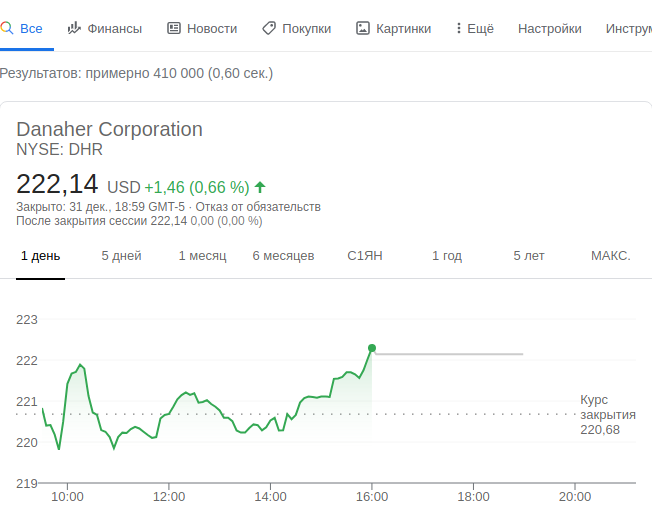 Все Финансы Новости Покупки Картинки Ещё Настройки Инструм
Результатов: примерно 410 000 (0,60 сек.)
Danaher Corporation
NYSE: DHR
222,14 USD +1,46 (0,66 %)
Закрыто: 31 дек., 18:59 GMT-5 · Отказ от обязательств
После закрытия сессии 222,14 0,00 (0,00 %)
1 день 5 дней 1 месяц 6 месяцев С1ЯН 1 год 5 лет МАКС.
223
222
221
220
219
Курс
закрытия
220,68
10:00 12:00 14:00 16:00 18:00 20:00